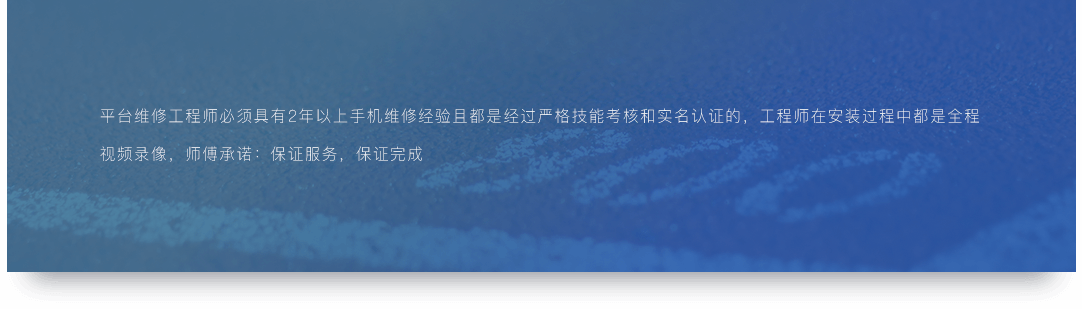 平台维修工程师必须具有2年以上手机维修经验且都是经过严格技能考核和实名认证的，工程师在安装过程中都是全程
视频录像，师傅承诺：保证服务，保证完成